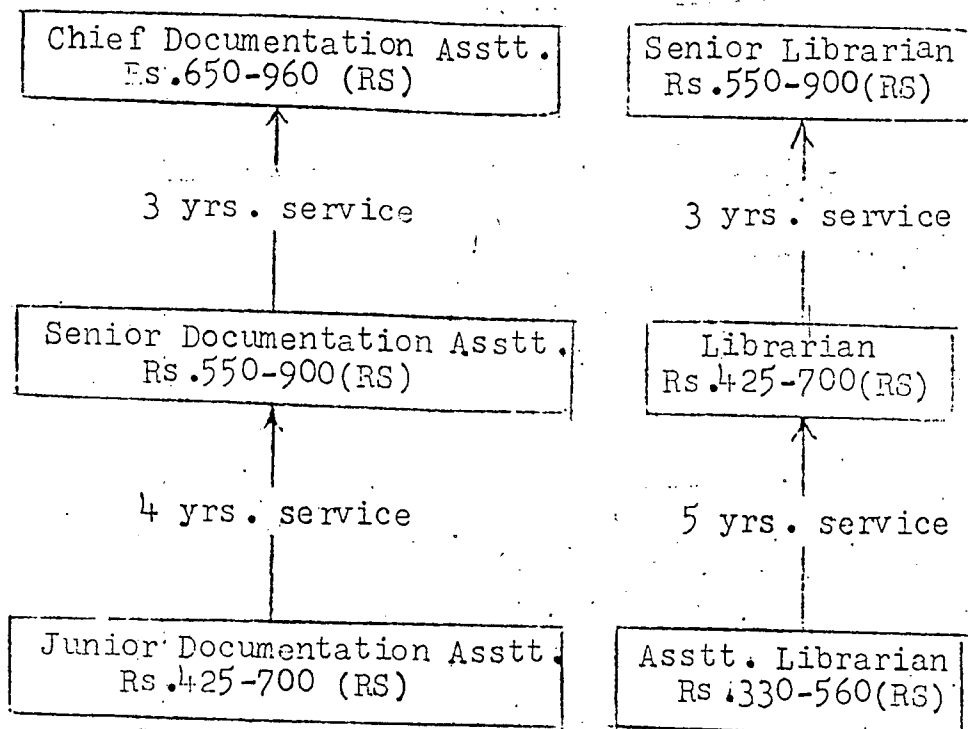 Chief Documentation Asstt.
Rs.650-960 (RS)
3 yrs. service
Senior Documentation Asstt.
Rs.550-900(RS)
4 yrs. service
Junior Documentation Asstt.
Rs.425-700 (RS)
Senior Librarian
Rs.550-900(RS)
3 yrs. service
Librarian
Rs.425-700(RS)
5 yrs. service
Asstt. Librarian
Rs.330-560(RS)